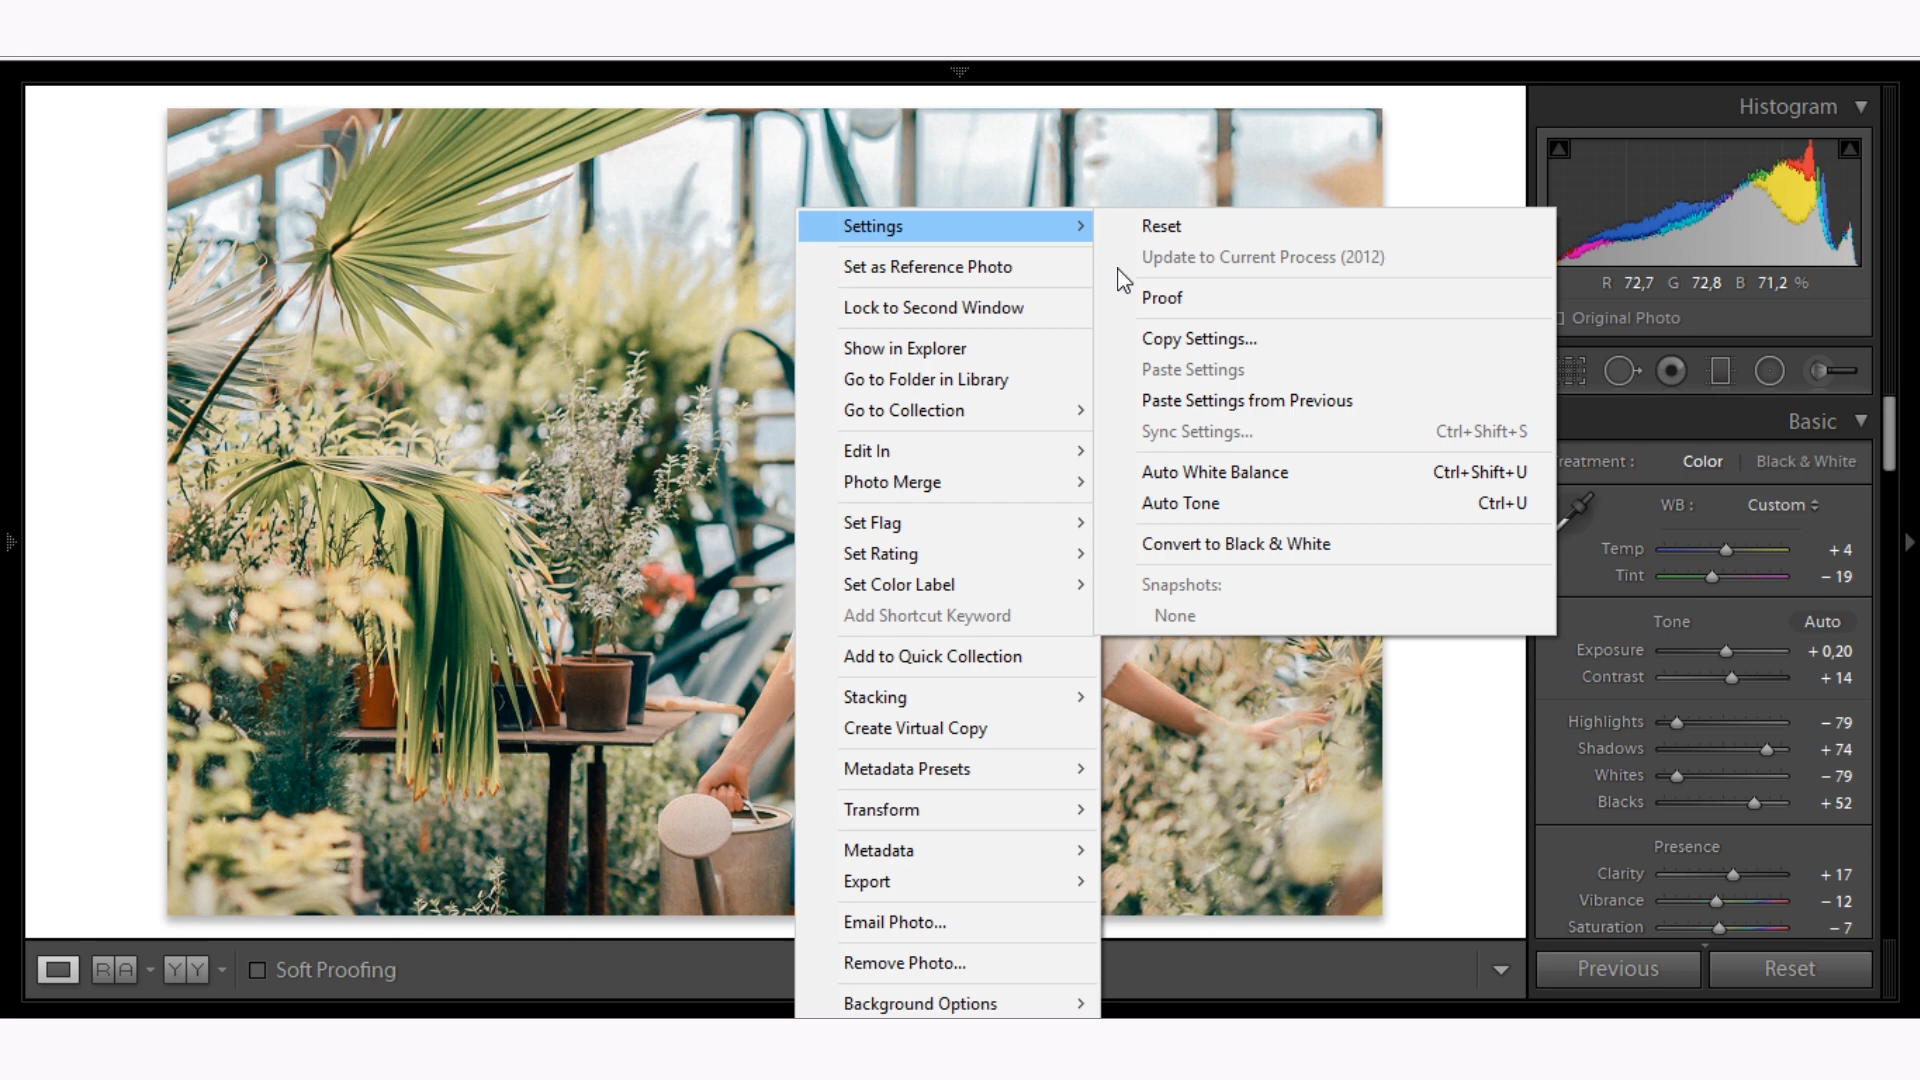 Histogram
R 72,7 G 72,8 B 71,2 %
Original Photo
Settings
Set as Reference Photo
Lock to Second Window
Show in Explorer
Go to Folder in Library
Go to Collection
Edit In
Photo Merge
Set Flag
Set Rating
Set Color Label
Add Shortcut Keyword
Add to Quick Collection
Stacking
Create Virtual Copy
Metadata Presets
Transform
Metadata
Export
Email Photo...
Remove Photo...
Background Options
Reset
Update to Current Process (2012)
Proof
Copy Settings...
Paste Settings
Paste Settings from Previous
Sync Settings... Ctrl+Shift+S
Auto White Balance Ctrl+Shift+U
Auto Tone Ctrl+U
Convert to Black & White
Snapshots:
None
Basic
reatment : Color Black & White
WB : Custom
Temp + 4
Tint − 19
Tone Auto
Exposure + 0,20
Contrast + 14
Highlights − 79
Shadows + 74
Whites − 79
Blacks + 52
Presence
Clarity + 17
Vibrance − 12
Saturation − 7
R A
Y Y
Soft Proofing
Previous
Reset